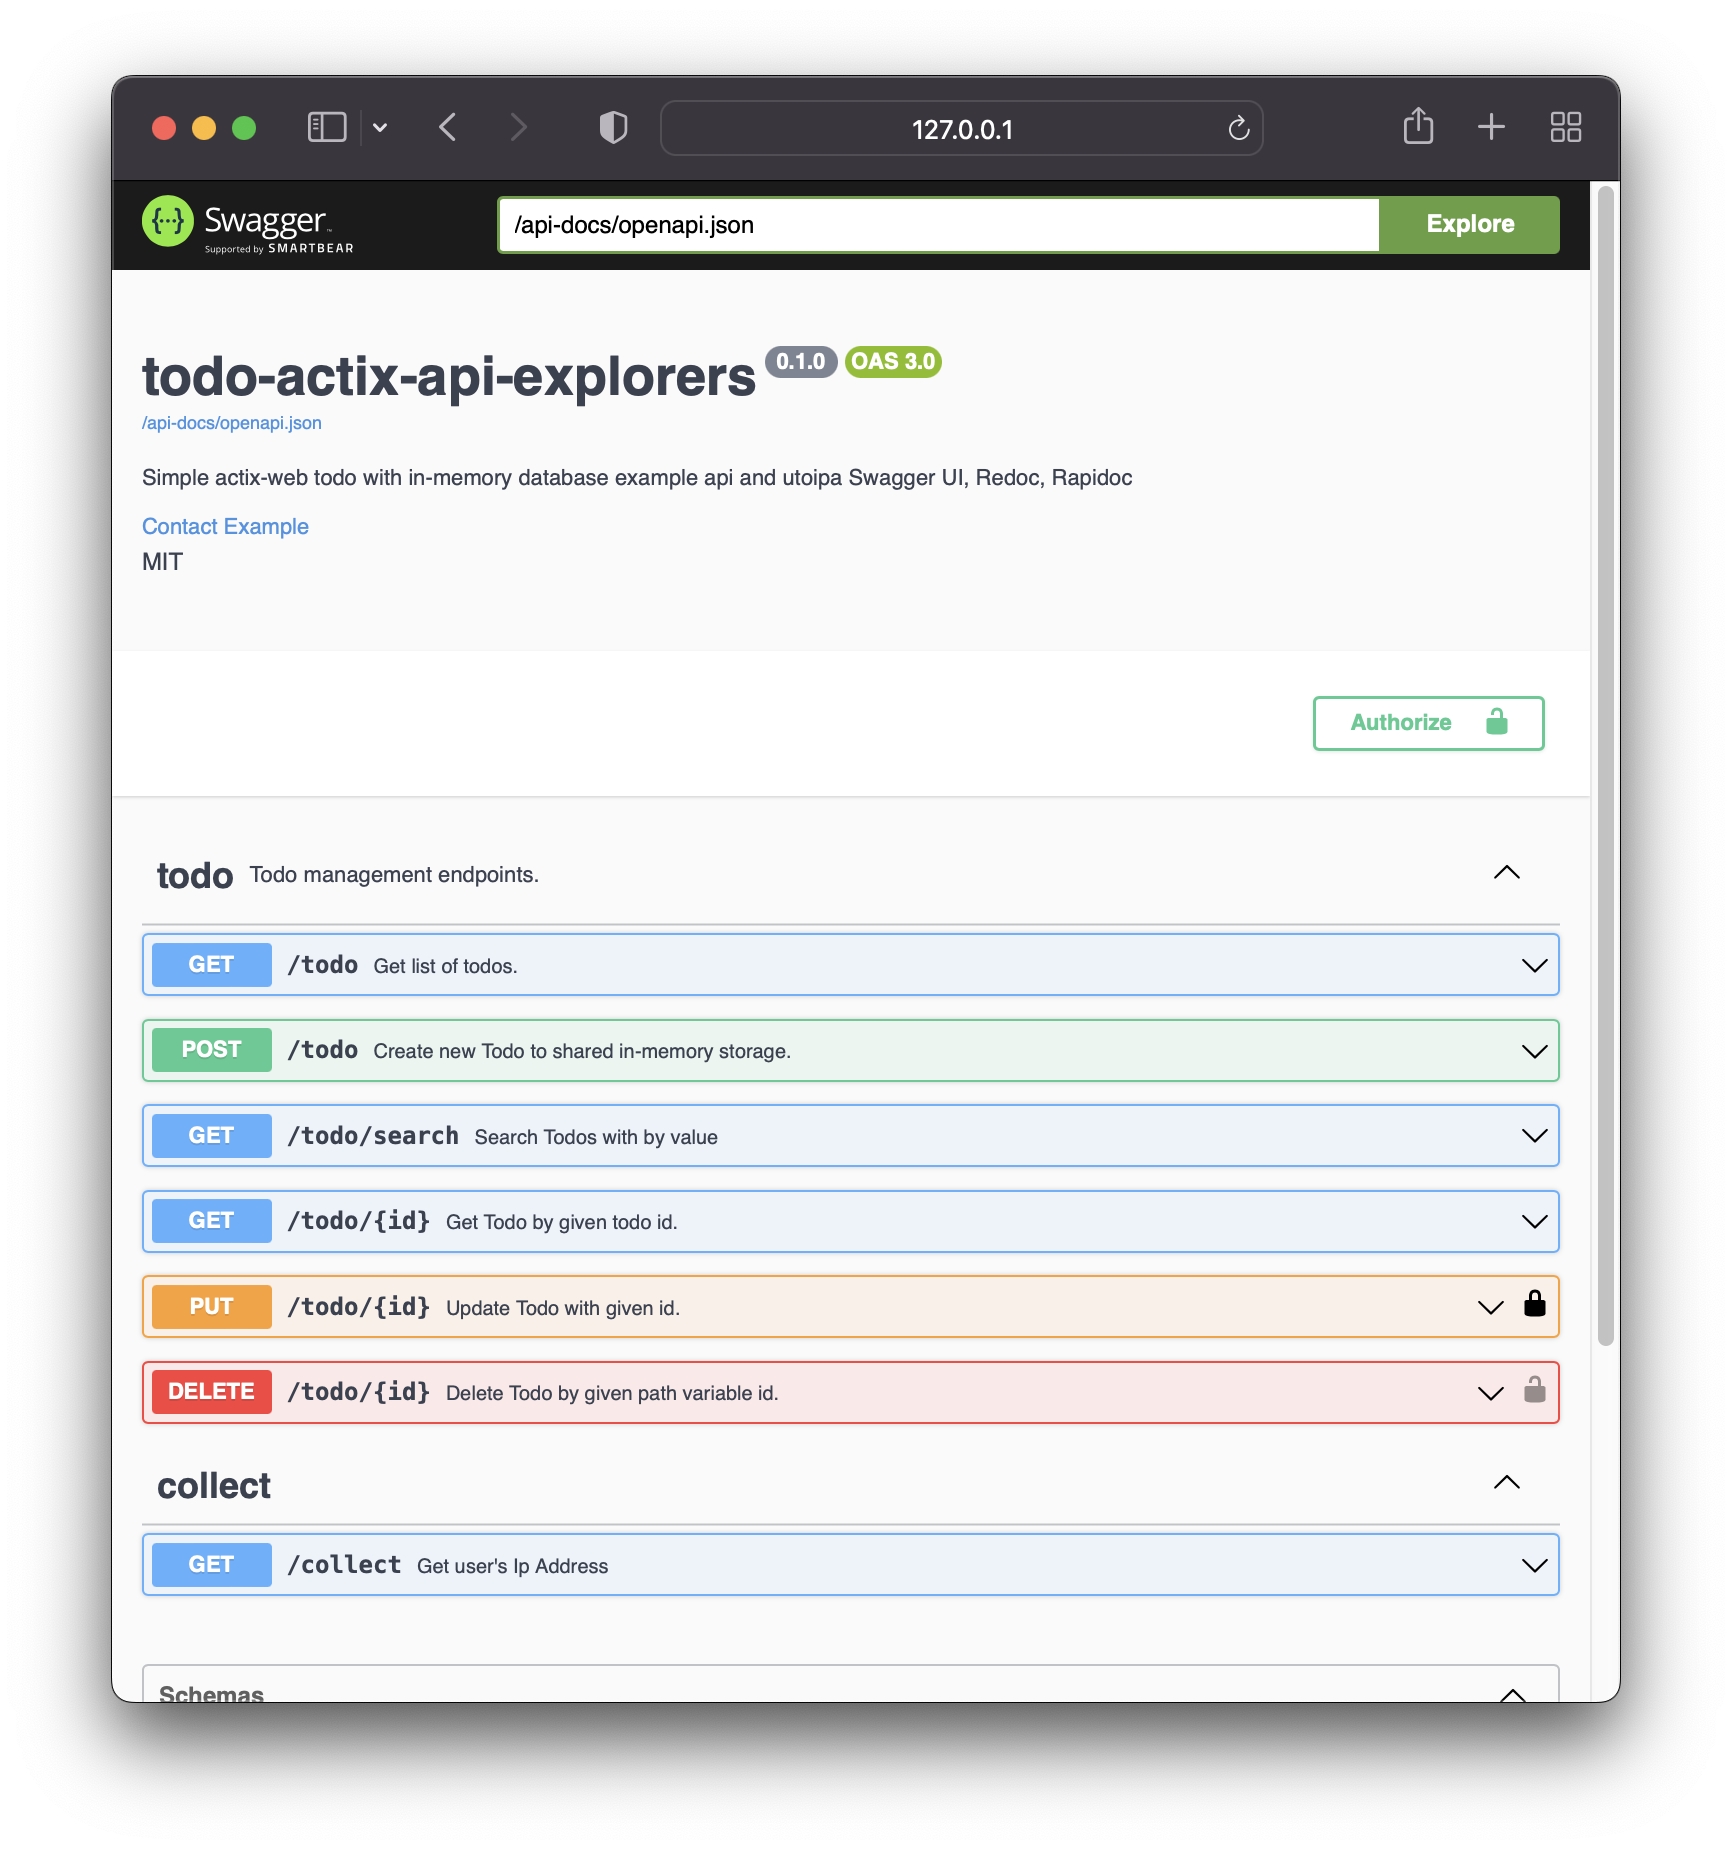 127.0.0.1
{...} Swagger™
Supported by SMARTBEAR
/api-docs/openapi.json
Explore
todo-actix-api-explorers 0.1.0 OAS 3.0
/api-docs/openapi.json
Simple actix-web todo with in-memory database example api and utoipa Swagger UI, Redoc, Rapidoc
Contact Example
MIT
Authorize
todo Todo management endpoints.
GET /todo Get list of todos.
POST /todo Create new Todo to shared in-memory storage.
GET /todo/search Search Todos with by value
GET /todo/{id} Get Todo by given todo id.
PUT /todo/{id} Update Todo with given id.
DELETE /todo/{id} Delete Todo by given path variable id.
collect
GET /collect Get user's Ip Address
Schemas